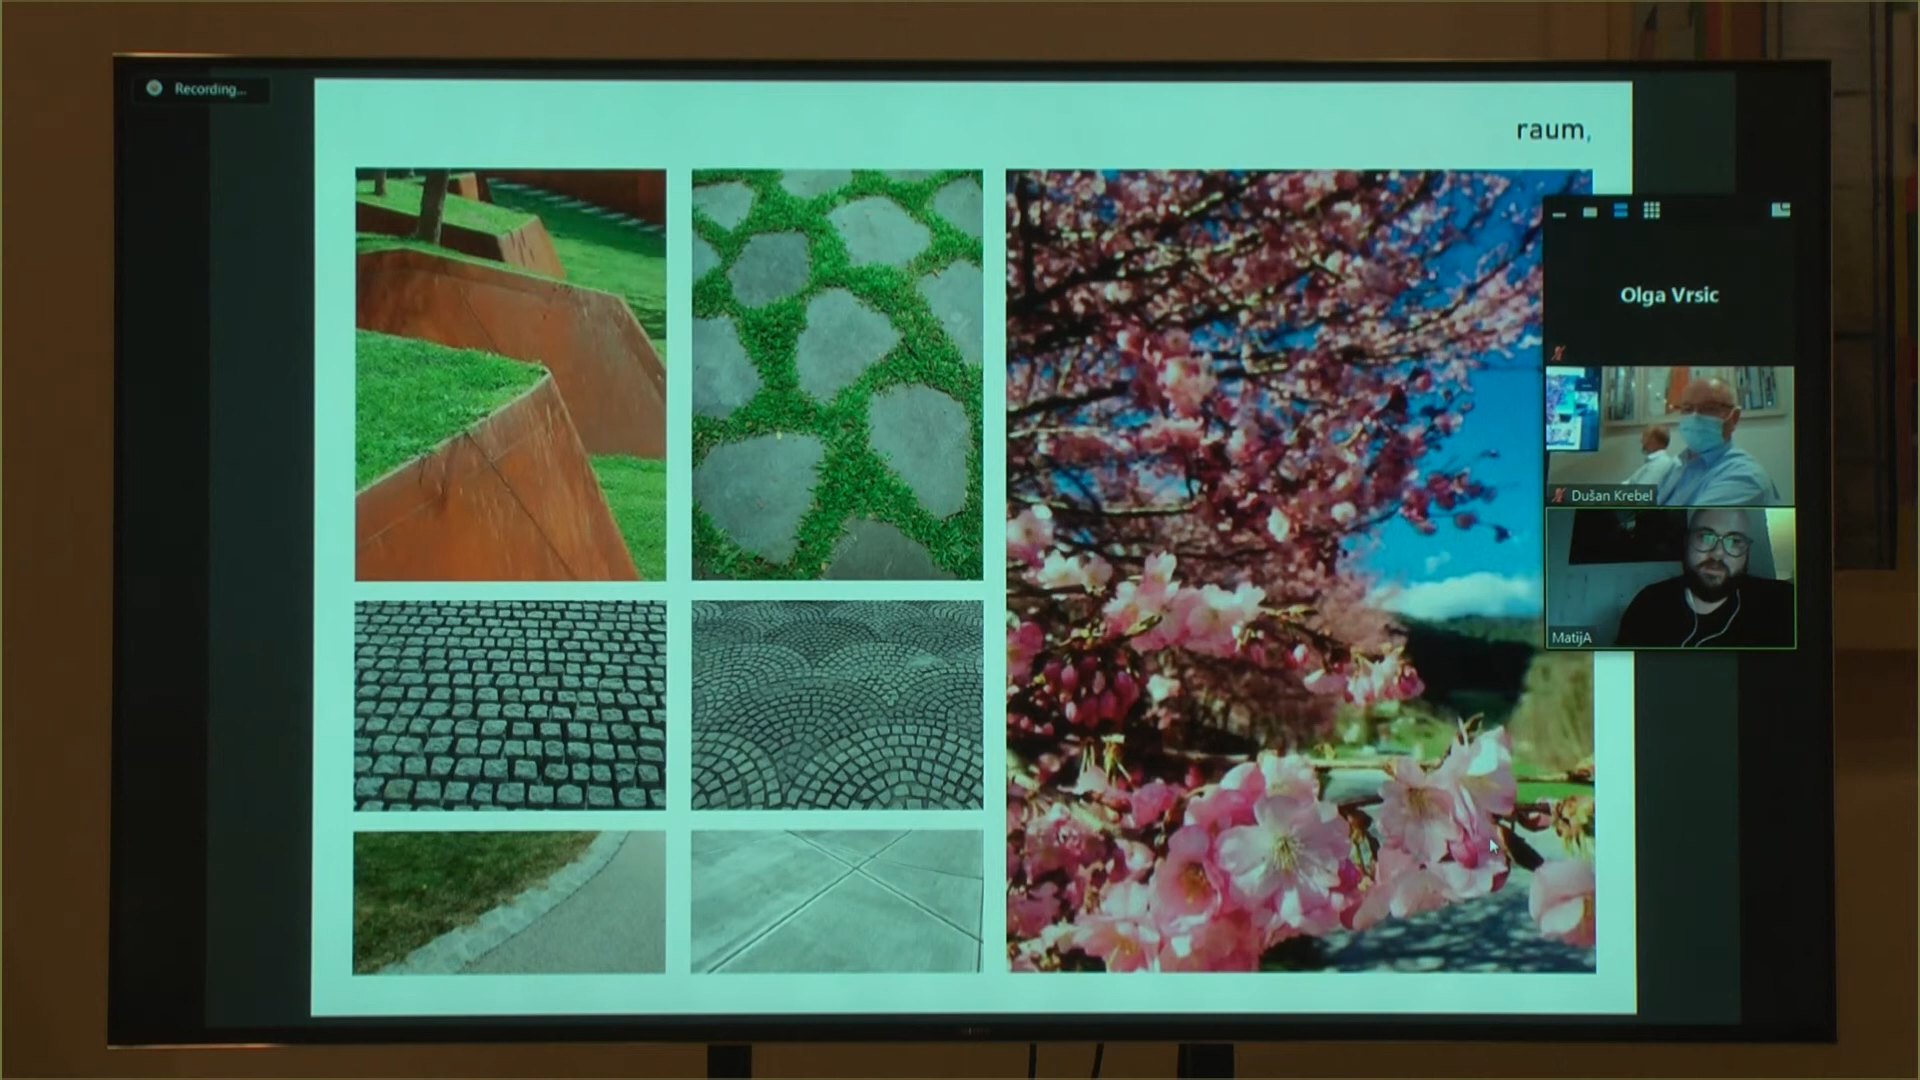 Recording...
raum,
Olga Vrsic
Dušan Krebel
MatijA